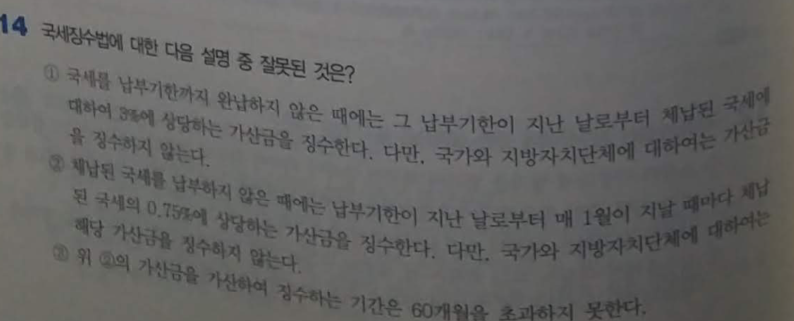 14 국세징수법에 대한 다음 설명 중 잘못된 것은?
① 국세를 납부기한까지 완납하지 않은 때에는 그 납부기한이 지난 날로부터 체납된 국세에
대하여 3%에 상당하는 가산금을 징수한다. 다만, 국가와 지방자치단체에 대하여는 가산금
을 징수하지 않는다.
② 체납된 국세를 납부하지 않은 때에는 납부기한이 지난 날로부터 매 1월이 지날 때마다 체납
된 국세의 0.75%에 상당하는 가산금을 징수한다. 다만, 국가와 지방자치단체에 대하여는
해당 가산금을 징수하지 않는다.
③ 위 ②의 가산금을 가산하여 징수하는 기간은 60개월을 초과하지 못한다.